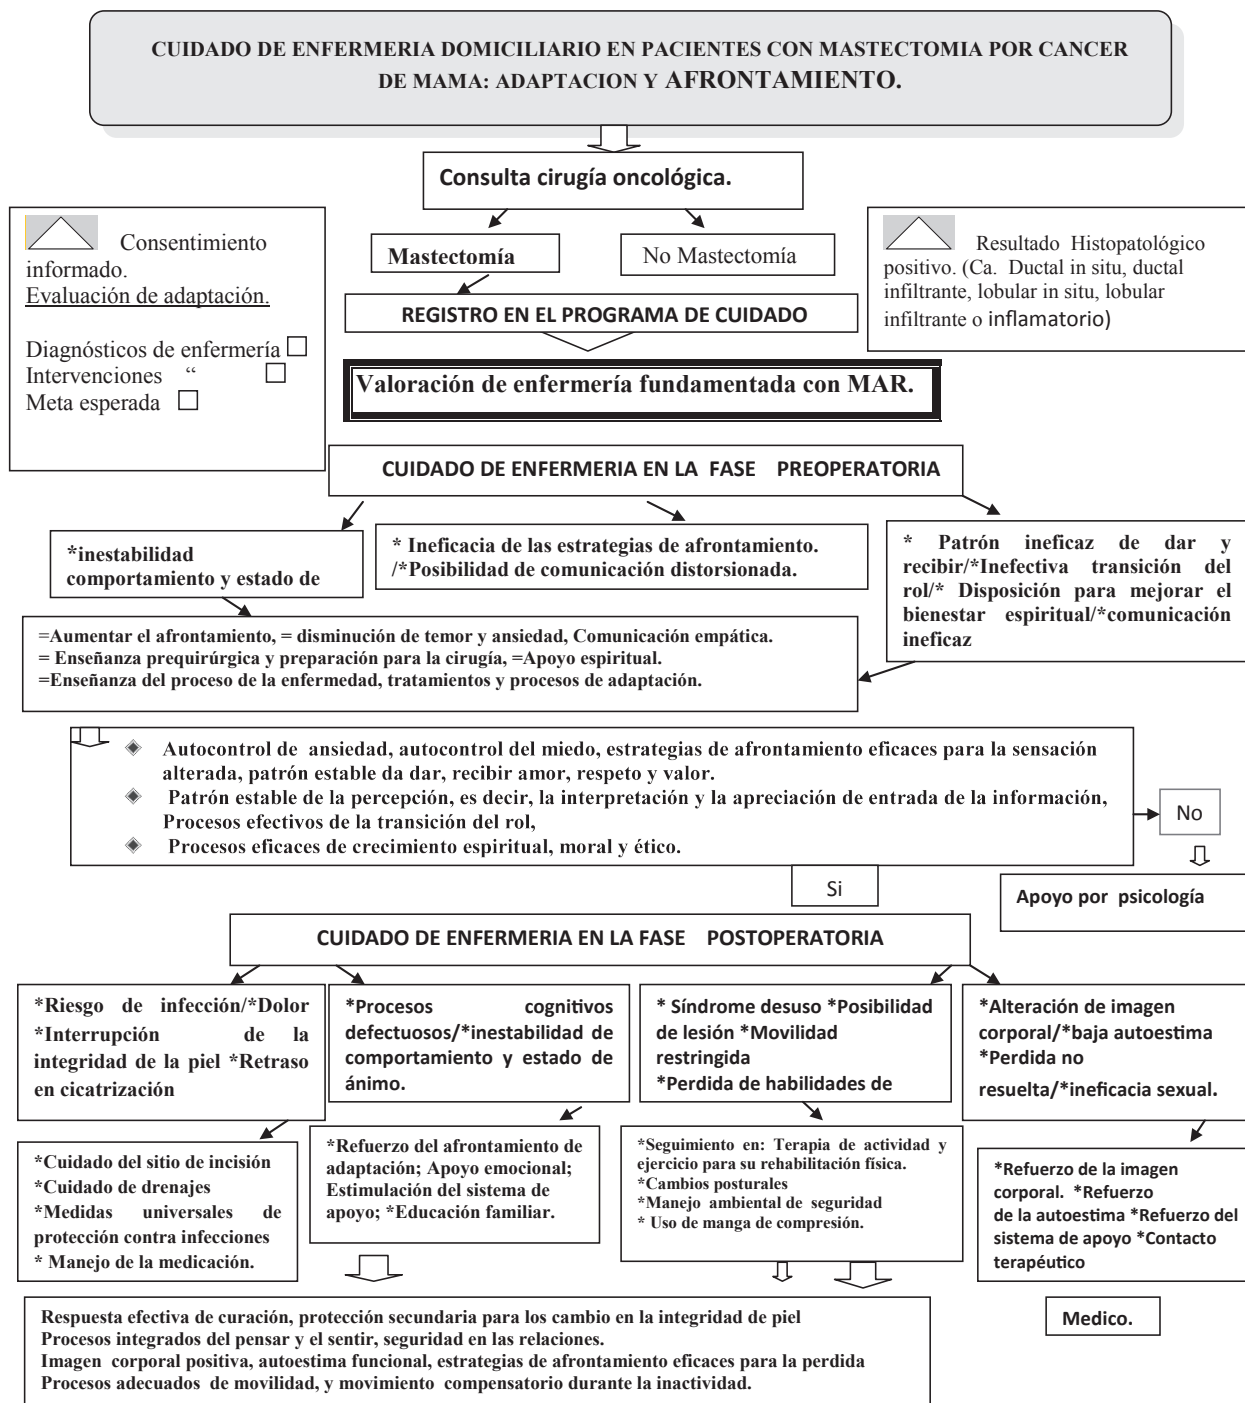 CUIDADO DE ENFERMERIA DOMICILIARIO EN PACIENTES CON MASTECTOMIA POR CANCER
DE MAMA: ADAPTACION Y AFRONTAMIENTO.
Consulta cirugía oncológica.
Consentimiento
informado.
Evaluación de adaptación.
Diagnósticos de enfermería
Intervenciones “
Meta esperada
Mastectomía
No Mastectomía
Resultado Histopatológico
positivo. (Ca. Ductal in situ, ductal
infiltrante, lobular in situ, lobular
infiltrante o inflamatorio)
REGISTRO EN EL PROGRAMA DE CUIDADO
Valoración de enfermería fundamentada con MAR.
CUIDADO DE ENFERMERIA EN LA FASE PREOPERATORIA
*inestabilidad
comportamiento y estado de
* Ineficacia de las estrategias de afrontamiento.
/*Posibilidad de comunicación distorsionada.
* Patrón ineficaz de dar y
recibir/*Inefectiva transición del
rol/* Disposición para mejorar el
bienestar espiritual/*comunicación
ineficaz
=Aumentar el afrontamiento, = disminución de temor y ansiedad, Comunicación empática.
= Enseñanza prequirúrgica y preparación para la cirugía, =Apoyo espiritual.
=Enseñanza del proceso de la enfermedad, tratamientos y procesos de adaptación.
Autocontrol de ansiedad, autocontrol del miedo, estrategias de afrontamiento eficaces para la sensación
alterada, patrón estable da dar, recibir amor, respeto y valor.
Patrón estable de la percepción, es decir, la interpretación y la apreciación de entrada de la información,
Procesos efectivos de la transición del rol,
Procesos eficaces de crecimiento espiritual, moral y ético.
No
Si
Apoyo por psicología
CUIDADO DE ENFERMERIA EN LA FASE POSTOPERATORIA
*Riesgo de infección/*Dolor
*Interrupción de la
integridad de la piel *Retraso
en cicatrización
*Procesos cognitivos
defectuosos/*inestabilidad de
comportamiento y estado de
ánimo.
* Síndrome desuso *Posibilidad
de lesión *Movilidad
restringida
*Perdida de habilidades de
*Alteración de imagen
corporal/*baja autoestima
*Perdida no
resuelta/*ineficacia sexual.
*Cuidado del sitio de incisión
*Cuidado de drenajes
*Medidas universales de
protección contra infecciones
* Manejo de la medicación.
*Refuerzo del afrontamiento de
adaptación; Apoyo emocional;
Estimulación del sistema de
apoyo; *Educación familiar.
*Seguimiento en: Terapia de actividad y
ejercicio para su rehabilitación física.
*Cambios posturales
*Manejo ambiental de seguridad
* Uso de manga de compresión.
*Refuerzo de la imagen
corporal. *Refuerzo
de la autoestima *Refuerzo del
sistema de apoyo *Contacto
terapéutico
Respuesta efectiva de curación, protección secundaria para los cambio en la integridad de piel
Procesos integrados del pensar y el sentir, seguridad en las relaciones.
Imagen corporal positiva, autoestima funcional, estrategias de afrontamiento eficaces para la perdida
Procesos adecuados de movilidad, y movimiento compensatorio durante la inactividad.
Medico.